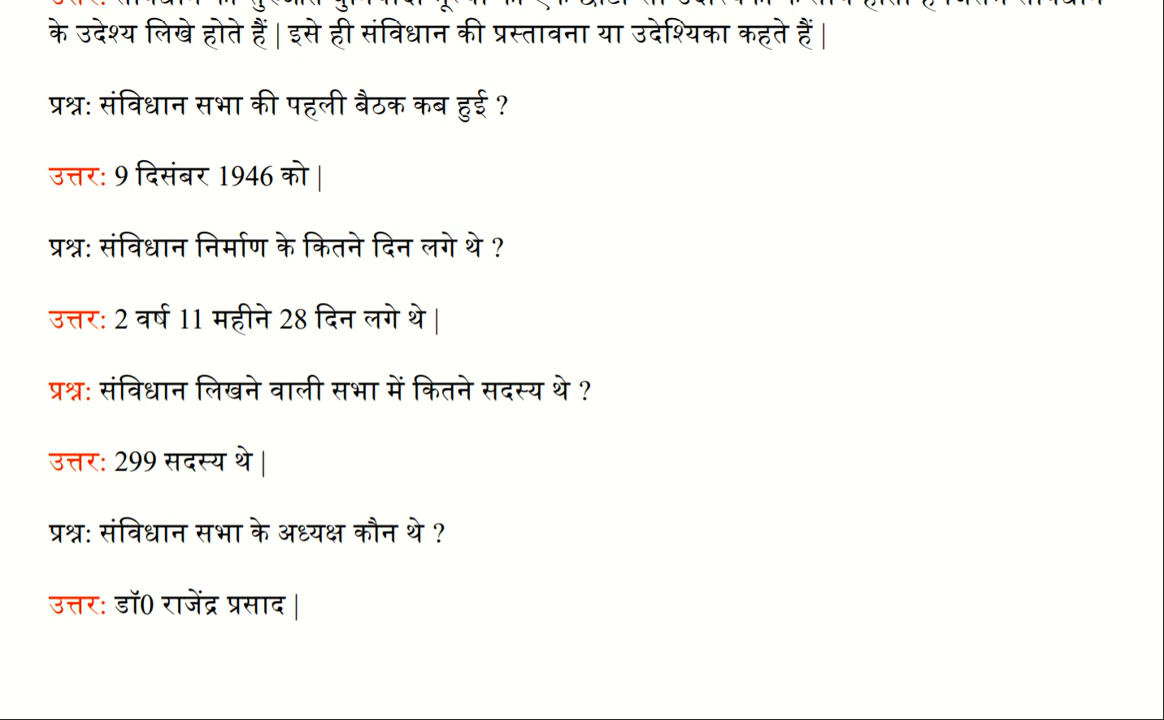 के उदेश्य लिखे होते हैं | इसे ही संविधान की प्रस्तावना या उदेश्यिका कहते हैं |
प्रश्न: संविधान सभा की पहली बैठक कब हुई ?
उत्तर: 9 दिसंबर 1946 को |
प्रश्न: संविधान निर्माण के कितने दिन लगे थे ?
उत्तर: 2 वर्ष 11 महीने 28 दिन लगे थे |
प्रश्न: संविधान लिखने वाली सभा में कितने सदस्य थे ?
उत्तर: 299 सदस्य थे |
प्रश्न: संविधान सभा के अध्यक्ष कौन थे ?
उत्तर: डॉ0 राजेंद्र प्रसाद |